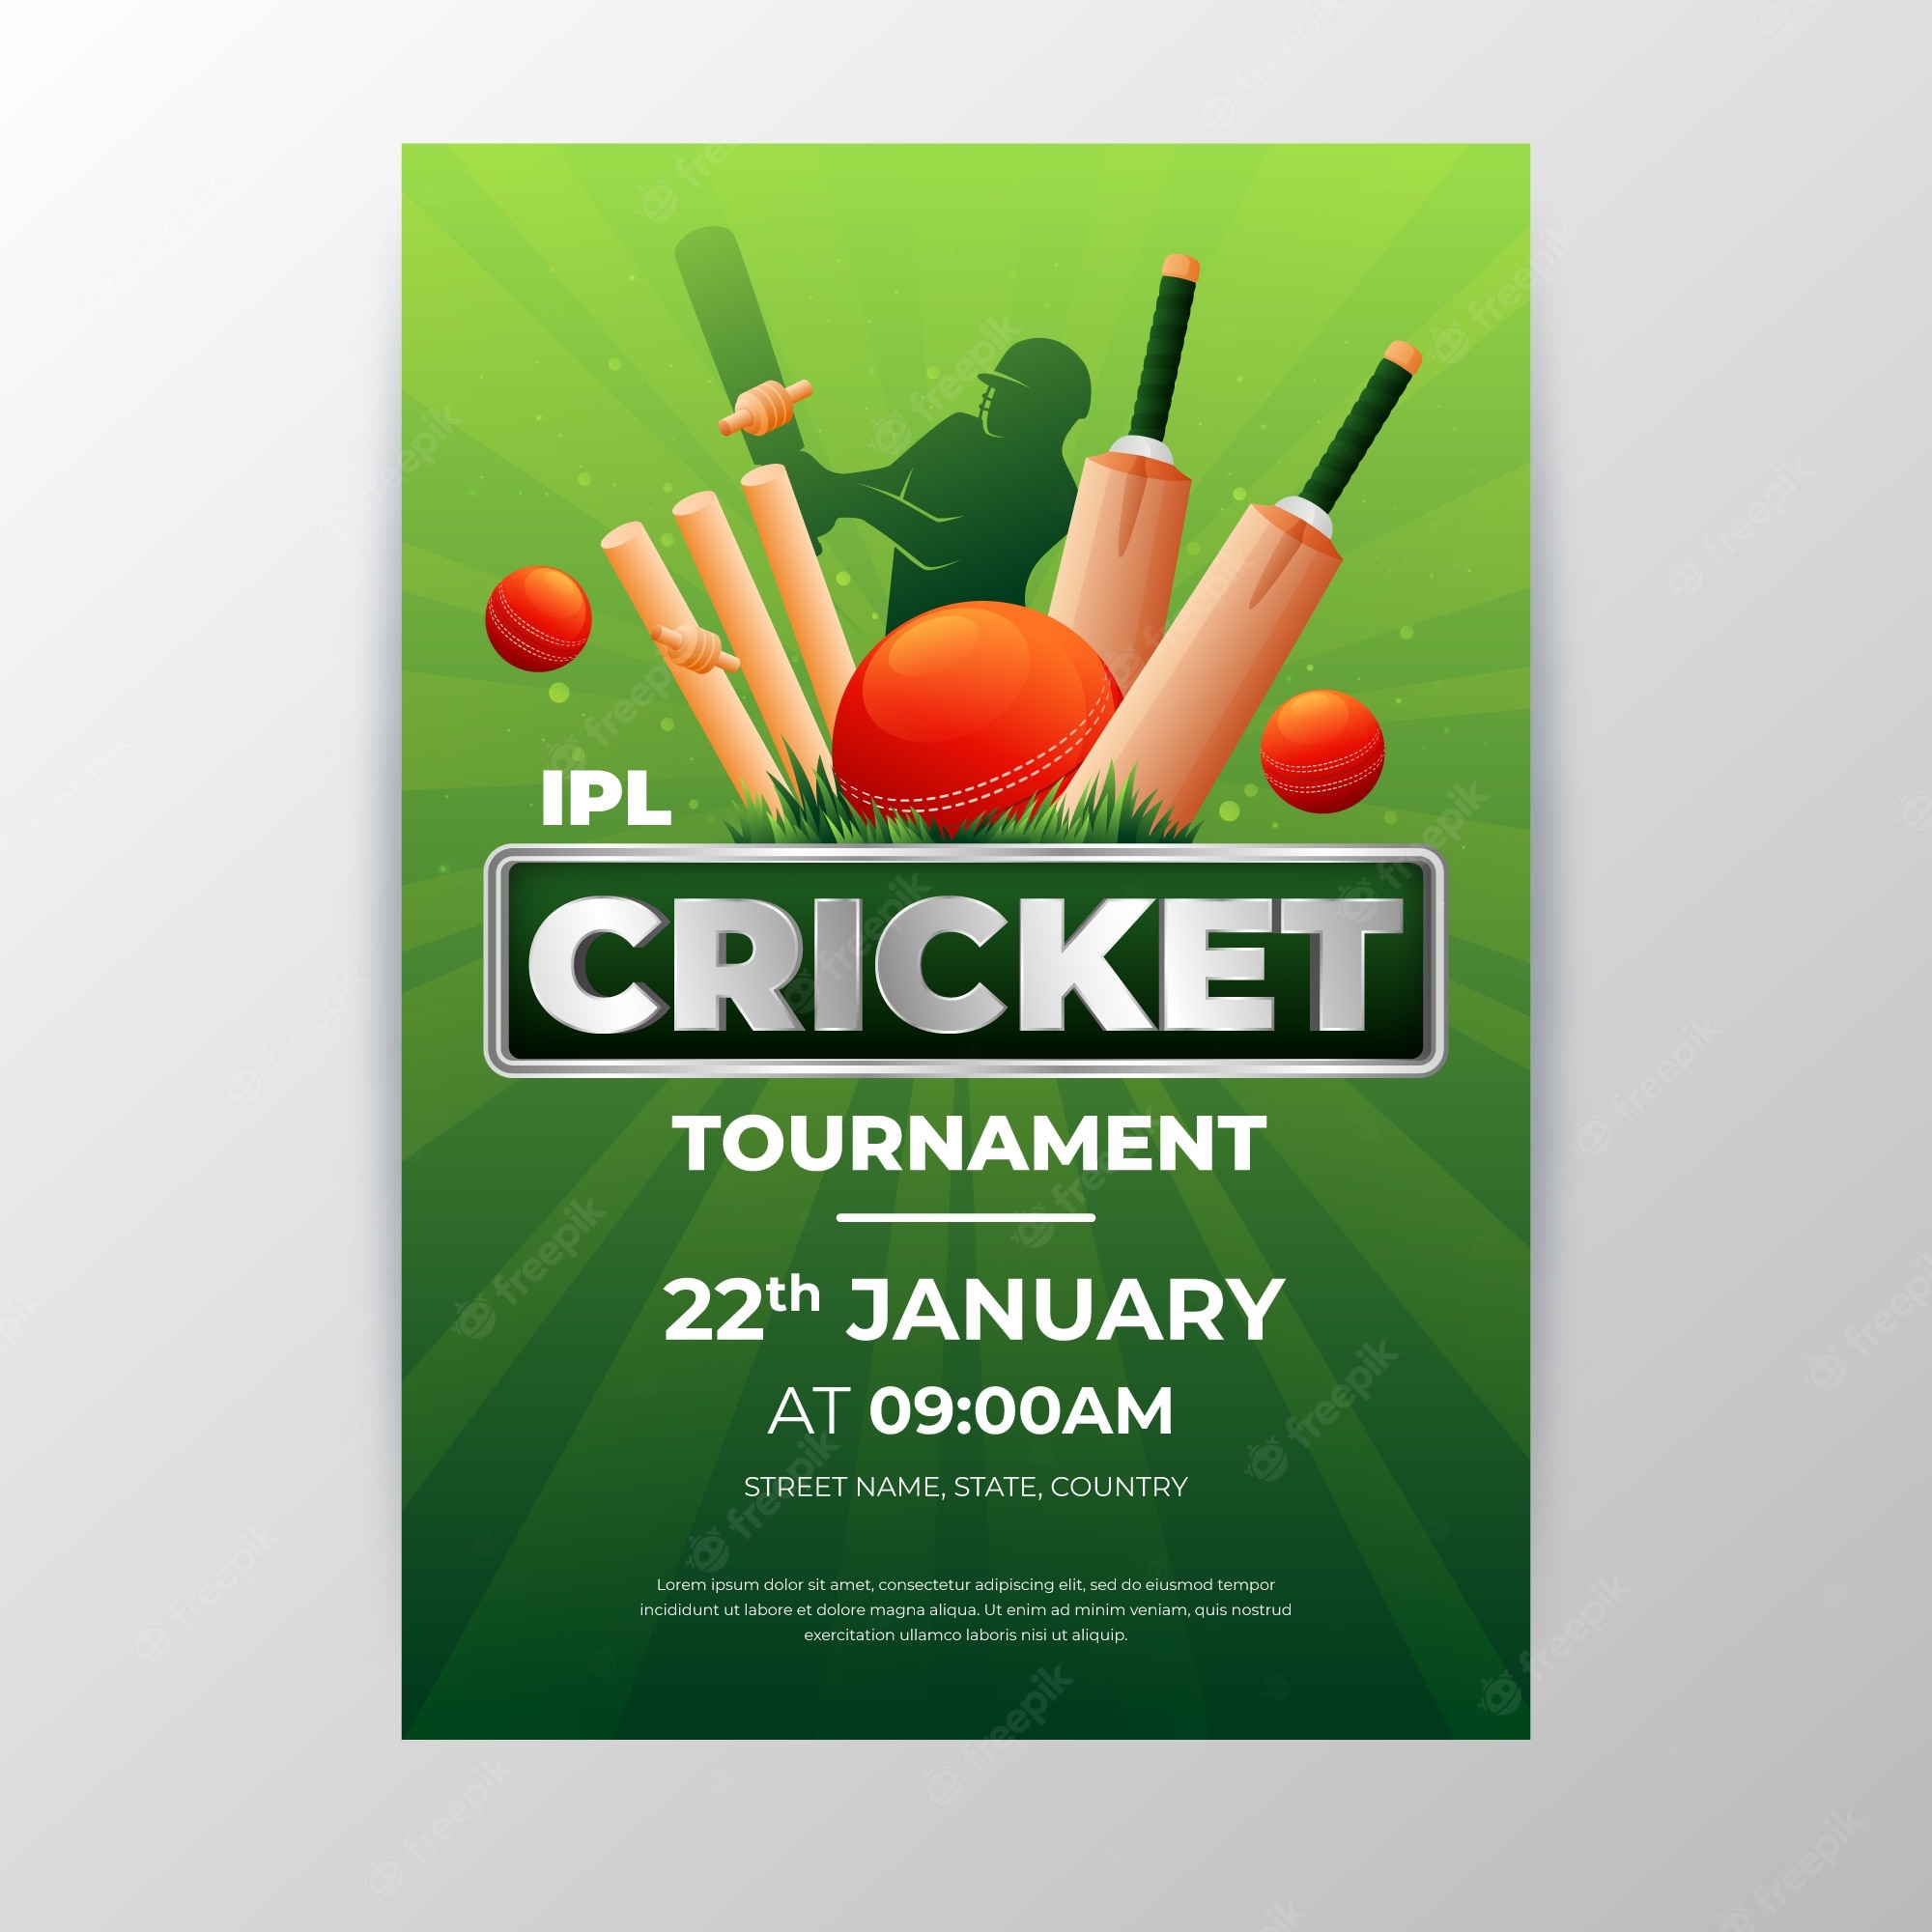 IPL
CRICKET
TOURNAMENT
22th JANUARY
AT 09:00AM
STREET NAME, STATE, COUNTRY
Lorem ipsum dolor sit amet, consectetur adipiscing elit, sed do eiusmod tempor
incididunt ut labore et dolore magna aliqua. Ut enim ad minim veniam, quis nostrud
exercitation ullamco laboris nisi ut aliquip.
freepik